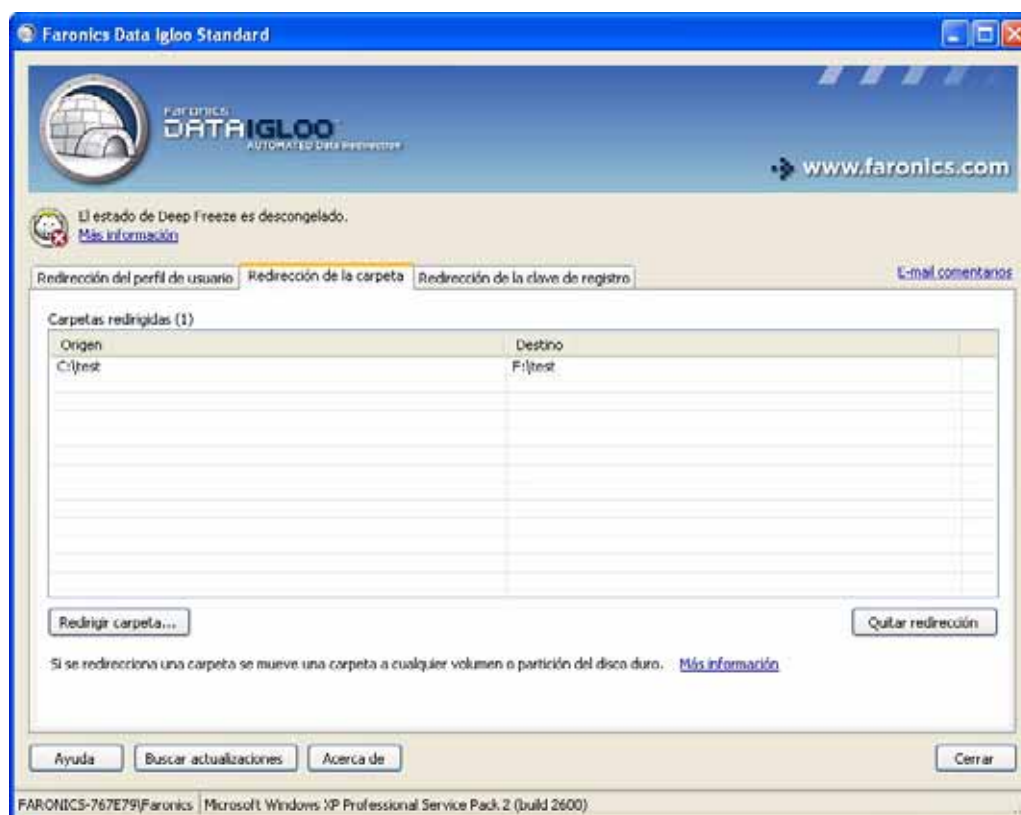 Faronics Data Igloo Standard
FARONICS
DATA IGLOO
AUTOMATED Data Redirection
www.faronics.com
El estado de Deep Freeze es descongelado.
Más información
Redirección del perfil de usuario Redirección de la carpeta Redirección de la clave de registro E-mail comentarios
Carpetas redirigidas (1)
Origen Destino
C:\test F:\test
Redirigir carpeta... Quitar redirección
Si se redirecciona una carpeta se mueve una carpeta a cualquier volumen o partición del disco duro. Más información
Ayuda Buscar actualizaciones Acerca de Cerrar
FARONICS-767E79\Faronics Microsoft Windows XP Professional Service Pack 2 (build 2600)